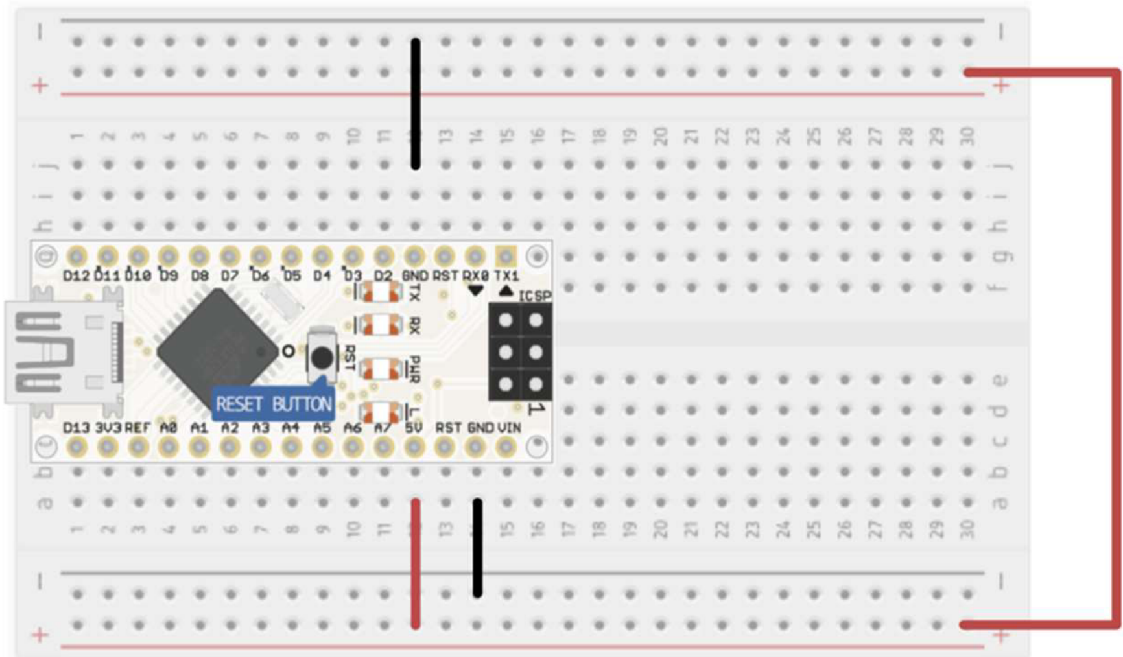 − −
+ +
1 2 3 4 5 6 7 8 9 10 11 13 14 15 16 17 18 19 20 21 22 23 24 25 26 27 28 29 30
j j
i i
h h
g g
D12 D11 D10 D9 D8 D7 D6 D5 D4 D3 D2 GND RST RX0 TX1
f
TX ICSP
RX
RST
PWR
e
RESET BUTTON
L 1 d
D13 3V3 REF A0 A1 A2 A3 A4 A5 A6 A7 5V RST GND VIN
c c
b b
a a
1 2 3 4 5 6 7 8 9 10 11 13 15 16 17 18 19 20 21 22 23 24 25 26 27 28 29 30
− −
+ +